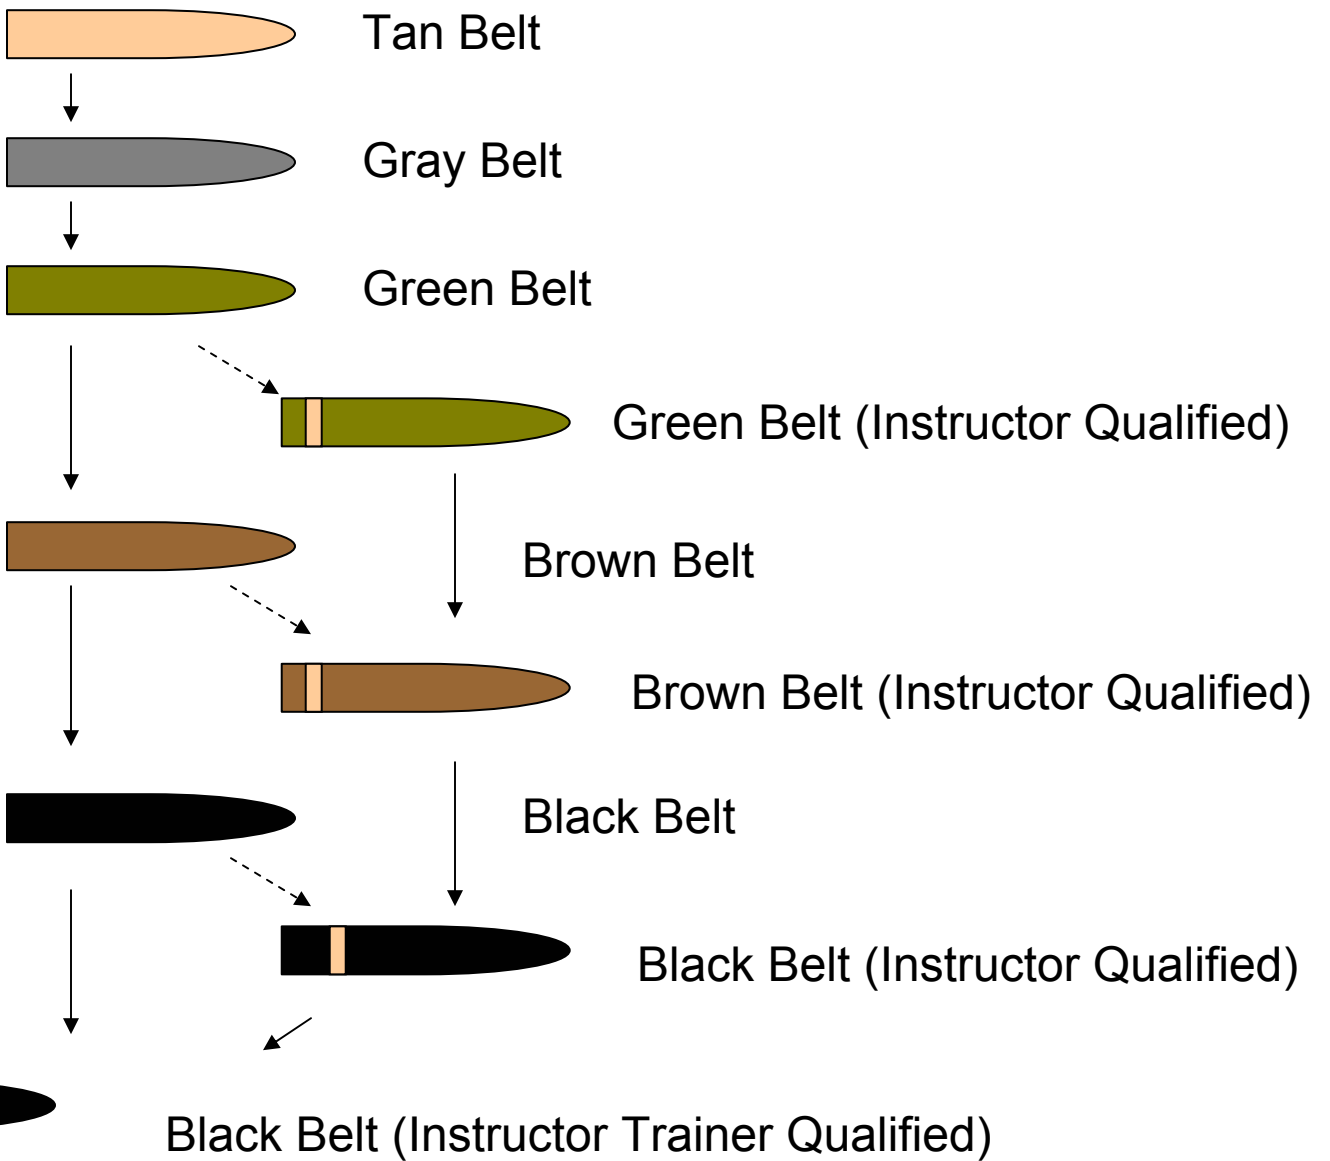 Tan Belt
Gray Belt
Green Belt
Green Belt (Instructor Qualified)
Brown Belt
Brown Belt (Instructor Qualified)
Black Belt
Black Belt (Instructor Qualified)
Black Belt (Instructor Trainer Qualified)